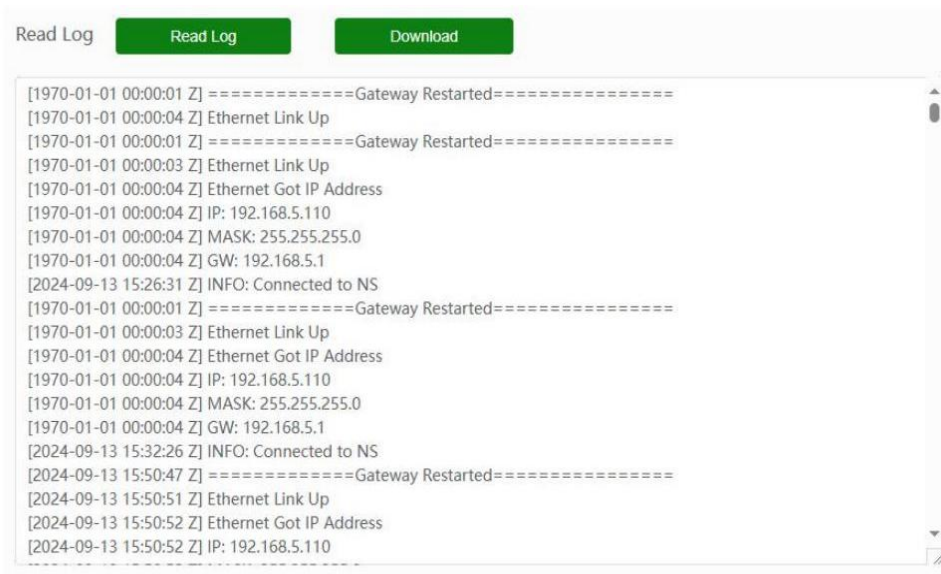 Read Log Read Log Download
[1970-01-01 00:00:01 Z] =============Gateway Restarted================
[1970-01-01 00:00:04 Z] Ethernet Link Up
[1970-01-01 00:00:01 Z] =============Gateway Restarted================
[1970-01-01 00:00:03 Z] Ethernet Link Up
[1970-01-01 00:00:04 Z] Ethernet Got IP Address
[1970-01-01 00:00:04 Z] IP: 192.168.5.110
[1970-01-01 00:00:04 Z] MASK: 255.255.255.0
[1970-01-01 00:00:04 Z] GW: 192.168.5.1
[2024-09-13 15:26:31 Z] INFO: Connected to NS
[1970-01-01 00:00:01 Z] =============Gateway Restarted================
[1970-01-01 00:00:03 Z] Ethernet Link Up
[1970-01-01 00:00:04 Z] Ethernet Got IP Address
[1970-01-01 00:00:04 Z] IP: 192.168.5.110
[1970-01-01 00:00:04 Z] MASK: 255.255.255.0
[1970-01-01 00:00:04 Z] GW: 192.168.5.1
[2024-09-13 15:32:26 Z] INFO: Connected to NS
[2024-09-13 15:50:47 Z] =============Gateway Restarted================
[2024-09-13 15:50:51 Z] Ethernet Link Up
[2024-09-13 15:50:52 Z] Ethernet Got IP Address
[2024-09-13 15:50:52 Z] IP: 192.168.5.110